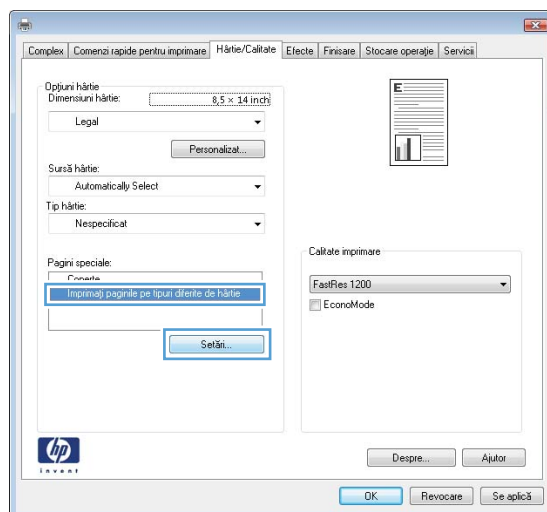 Complex Comenzi rapide pentru imprimare Hârtie/Calitate Efecte Finisare Stocare operaţie Servicii
Opţiuni hârtie
Dimensiuni hârtie: 8,5 × 14 inch
Legal
Personalizat...
Sursă hârtie:
Automatically Select
Tip hârtie:
Nespecificat
Pagini speciale:
Coperte
Imprimaţi paginile pe tipuri diferite de hârtie
Setări...
E
Calitate imprimare
FastRes 1200
EconoMode
hp
invent
Despre... Ajutor
OK Revocare Se aplică